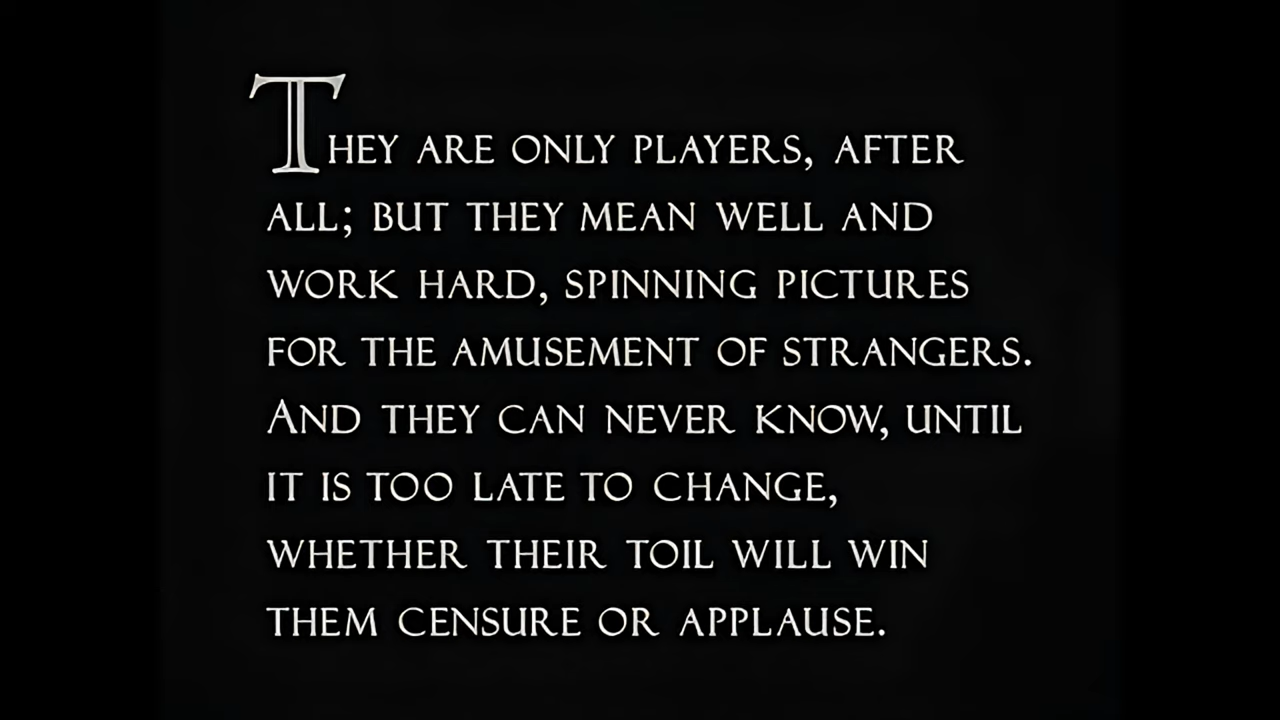 They are only players, after
all; but they mean well and
work hard, spinning pictures
for the amusement of strangers.
And they can never know, until
it is too late to change,
whether their toil will win
them censure or applause.